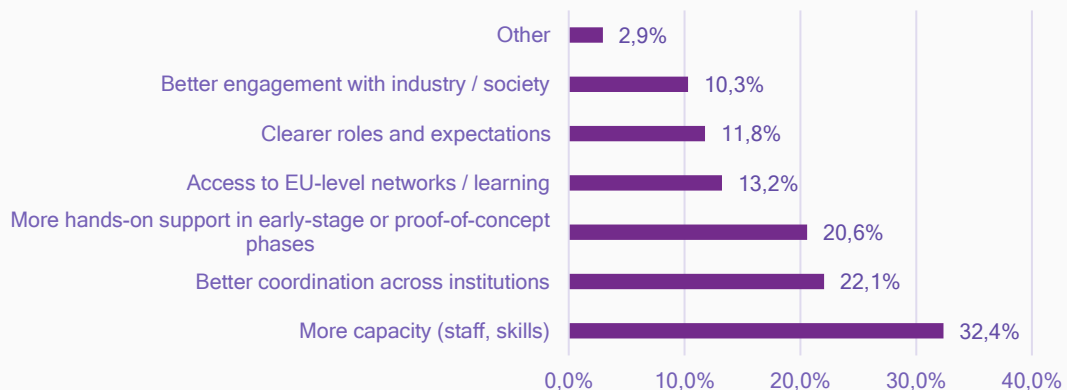 Other 2,9%
Better engagement with industry / society 10,3%
Clearer roles and expectations 11,8%
Access to EU-level networks / learning 13,2%
More hands-on support in early-stage or proof-of-concept
phases 20,6%
Better coordination across institutions 22,1%
More capacity (staff, skills) 32,4%
0,0% 10,0% 20,0% 30,0% 40,0%